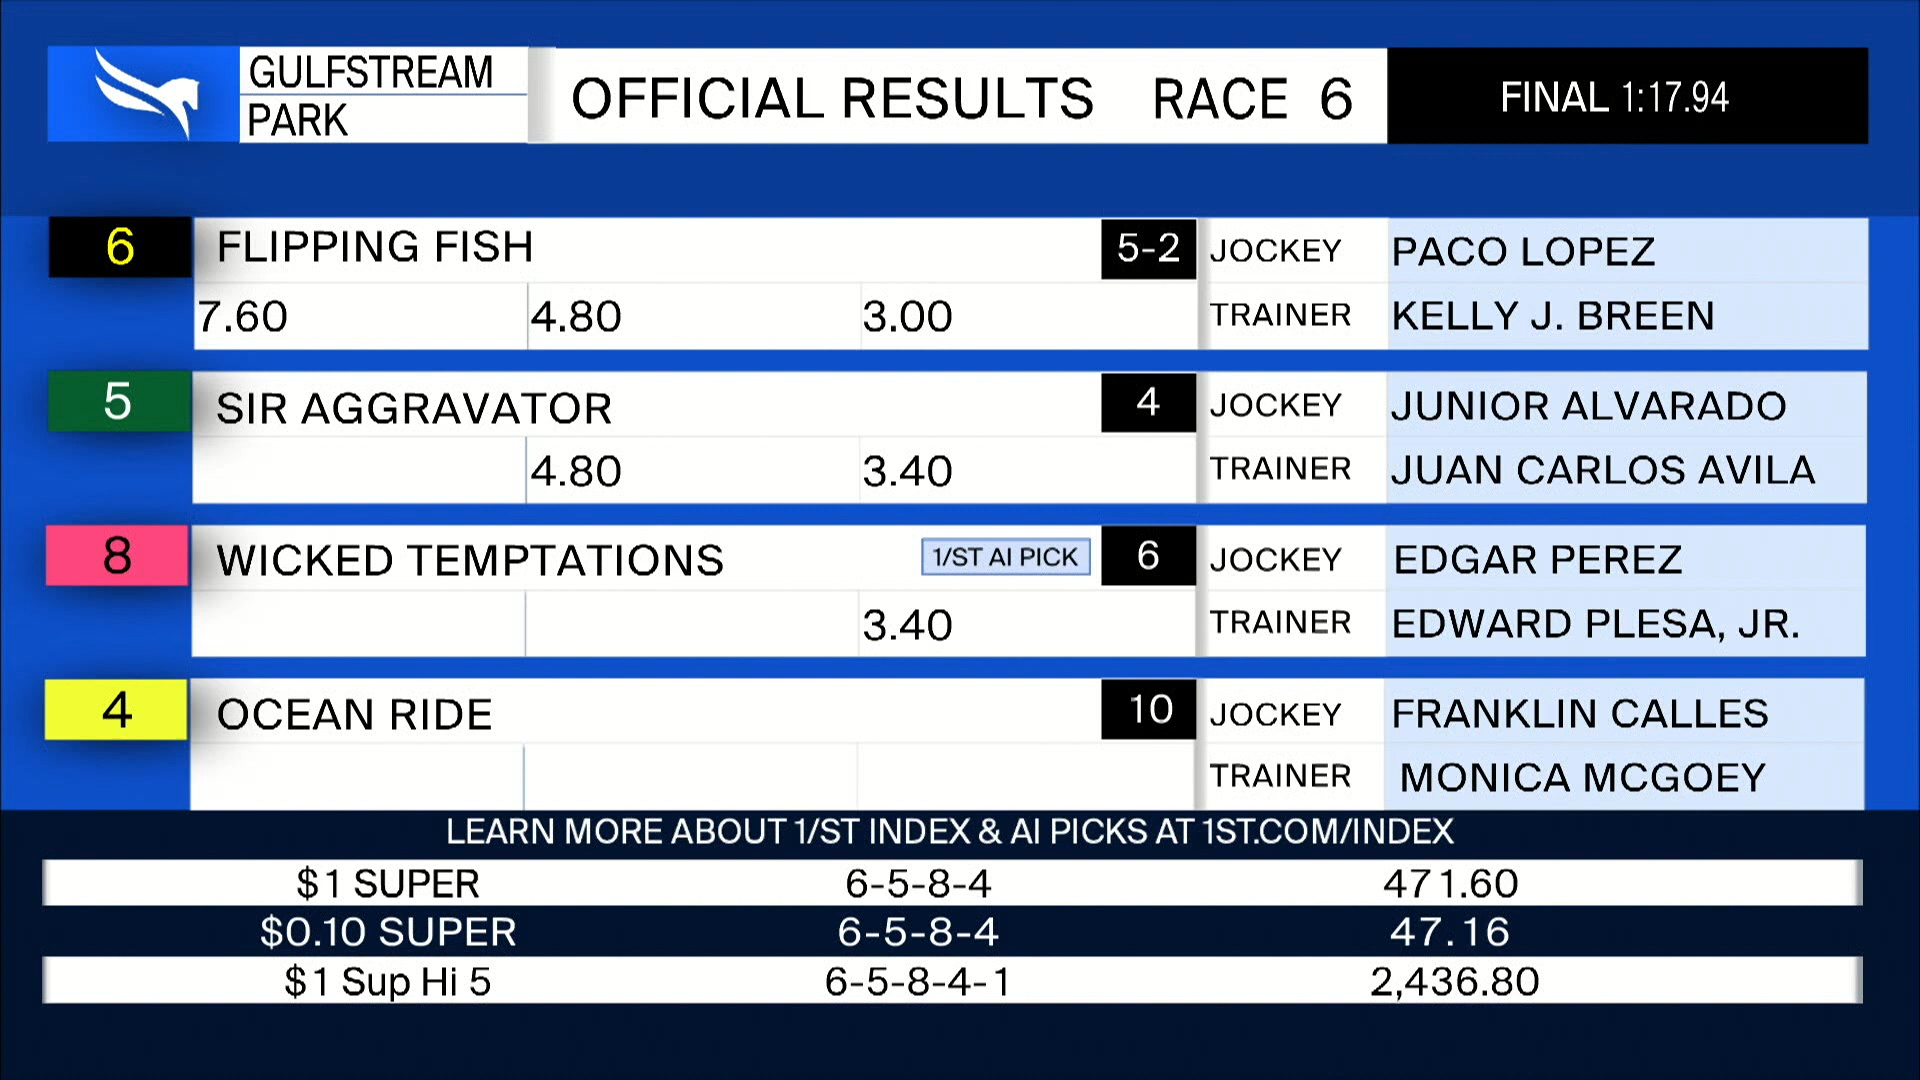 GULFSTREAM
PARK
OFFICIAL RESULTS RACE 6
FINAL 1:17.94
6 FLIPPING FISH 5-2 JOCKEY PACO LOPEZ
7.60 4.80 3.00 TRAINER KELLY J. BREEN
5 SIR AGGRAVATOR 4 JOCKEY JUNIOR ALVARADO
4.80 3.40 TRAINER JUAN CARLOS AVILA
8 WICKED TEMPTATIONS 1/ST AI PICK 6 JOCKEY EDGAR PEREZ
3.40 TRAINER EDWARD PLESA, JR.
4 OCEAN RIDE 10 JOCKEY FRANKLIN CALLES
TRAINER MONICA MCGOEY
LEARN MORE ABOUT 1/ST INDEX & AI PICKS AT 1ST.COM/INDEX
$1 SUPER 6-5-8-4 471.60
$0.10 SUPER 6-5-8-4 47.16
$1 Sup Hi 5 6-5-8-4-1 2,436.80